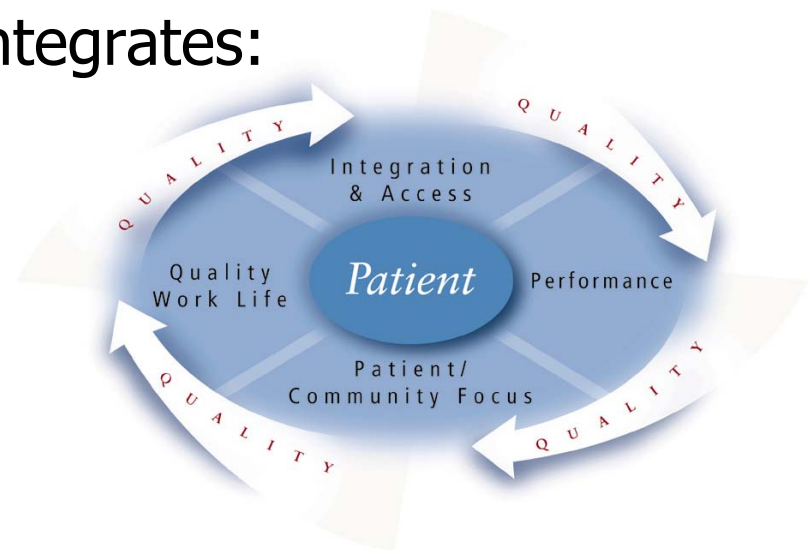 ntegrates:
QUALITY
QUALITY
Integration
& Access
Quality
Work Life
Patient
Performance
Patient/
Community Focus
QUALITY
QUALITY